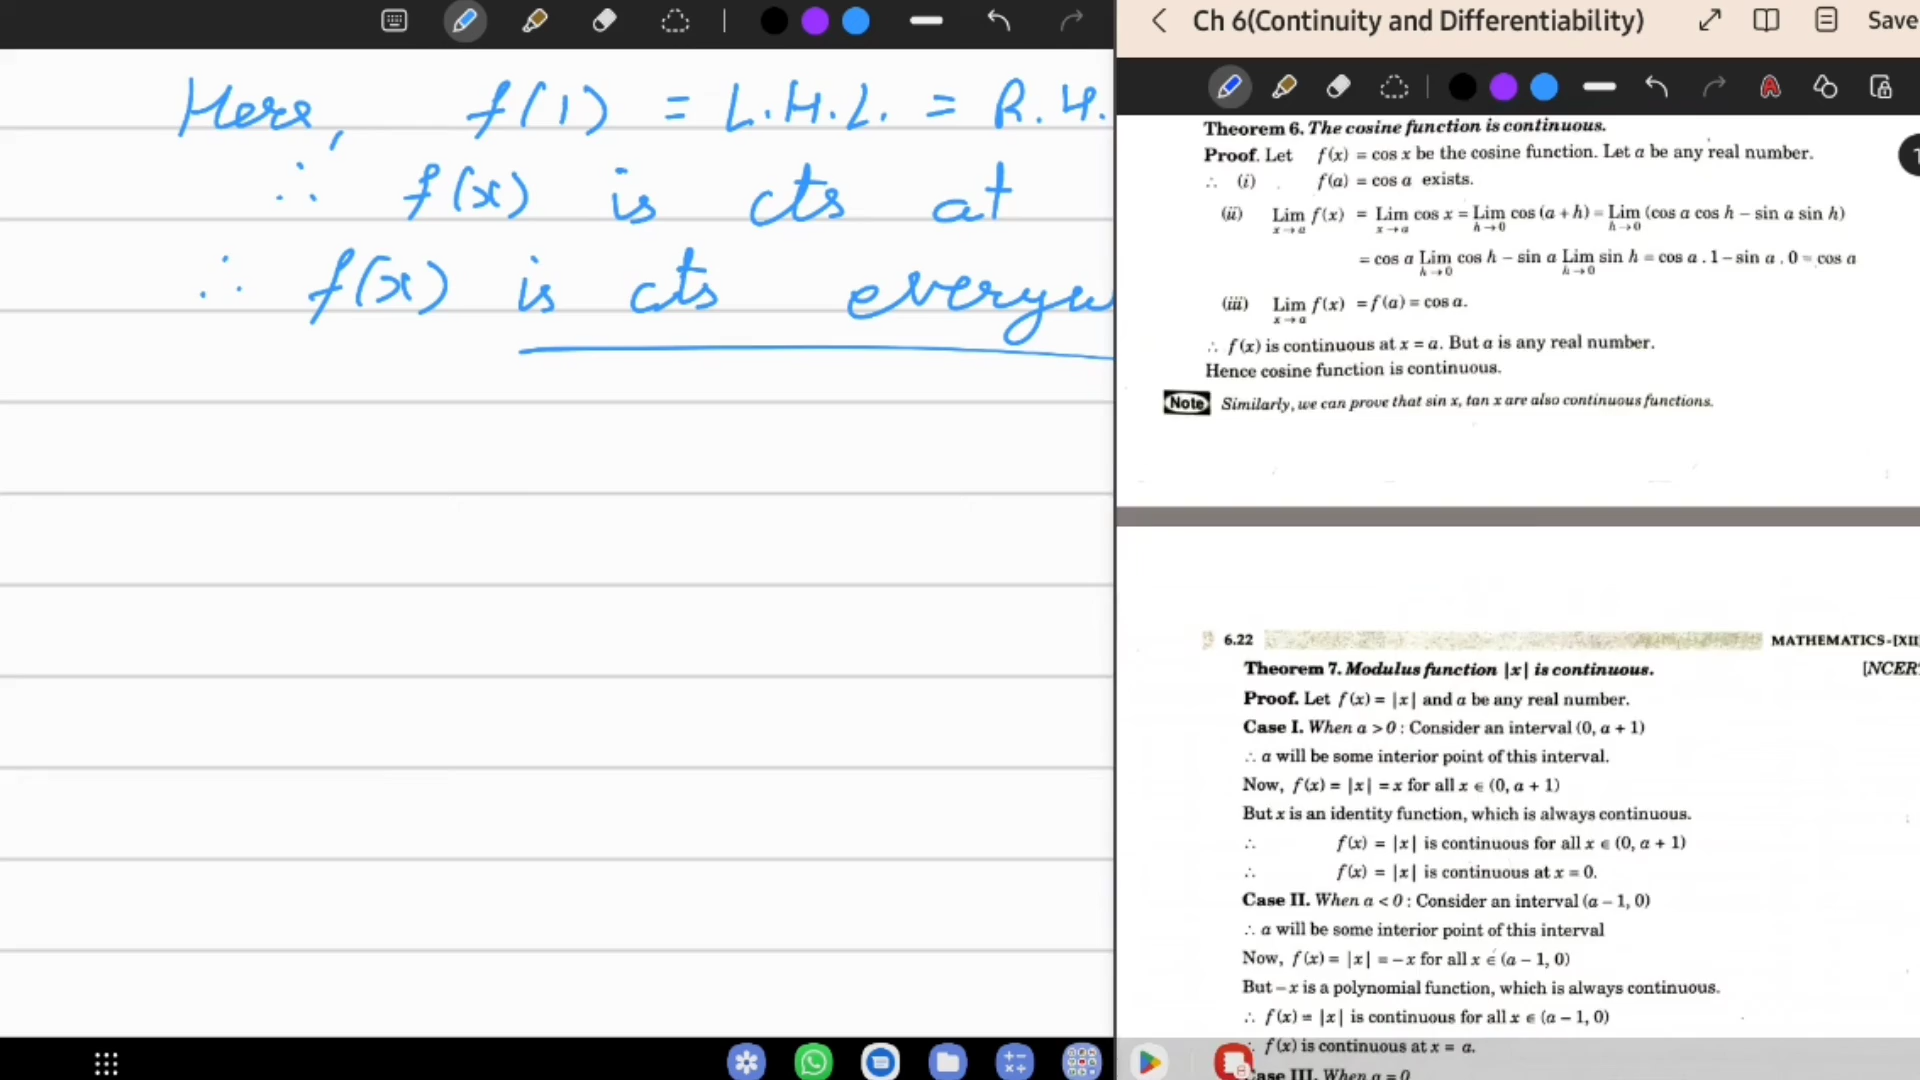 Here, f(1) = L.H.L. = R.H.
∴ f(x) is cts at
∴ f(x) is cts everyw
Ch 6(Continuity and Differentiability)
Save
Theorem 6. The cosine function is continuous.
Proof. Let f(x) = cos x be the cosine function. Let a be any real number.
∴ (i) f(a) = cos a exists.
(ii) Lim x→a f(x) = Lim x→a cos x = Lim h→0 cos (a + h) = Lim h→0 (cos a cos h – sin a sin h)
= cos a Lim h→0 cos h – sin a Lim h→0 sin h = cos a . 1 – sin a . 0 = cos a
(iii) Lim x→a f(x) = f(a) = cos a.
∴ f(x) is continuous at x = a. But a is any real number.
Hence cosine function is continuous.
Note Similarly, we can prove that sin x, tan x are also continuous functions.
6.22 MATHEMATICS-[XII
Theorem 7. Modulus function |x| is continuous. [NCERT
Proof. Let f(x) = |x| and a be any real number.
Case I. When a > 0 : Consider an interval (0, a + 1)
∴ a will be some interior point of this interval.
Now, f(x) = |x| = x for all x ∈ (0, a + 1)
But x is an identity function, which is always continuous.
∴ f(x) = |x| is continuous for all x ∈ (0, a + 1)
∴ f(x) = |x| is continuous at x = 0.
Case II. When a < 0 : Consider an interval (a – 1, 0)
∴ a will be some interior point of this interval
Now, f(x) = |x| = – x for all x ∈ (a – 1, 0)
But – x is a polynomial function, which is always continuous.
∴ f(x) = |x| is continuous for all x ∈ (a – 1, 0)
∴ f(x) is continuous at x = a.
Case III. When a = 0